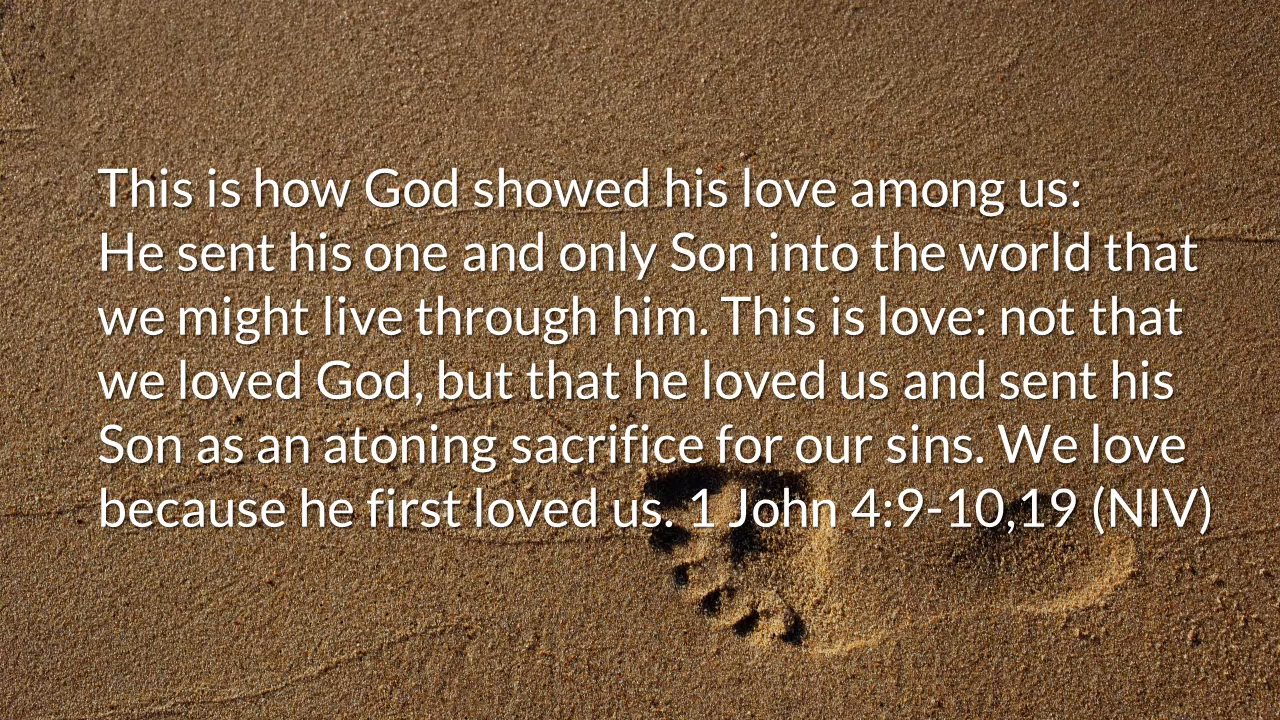 This is how God showed his love among us:
He sent his one and only Son into the world that
we might live through him. This is love: not that
we loved God, but that he loved us and sent his
Son as an atoning sacrifice for our sins. We love
because he first loved us. 1 John 4:9-10,19 (NIV)